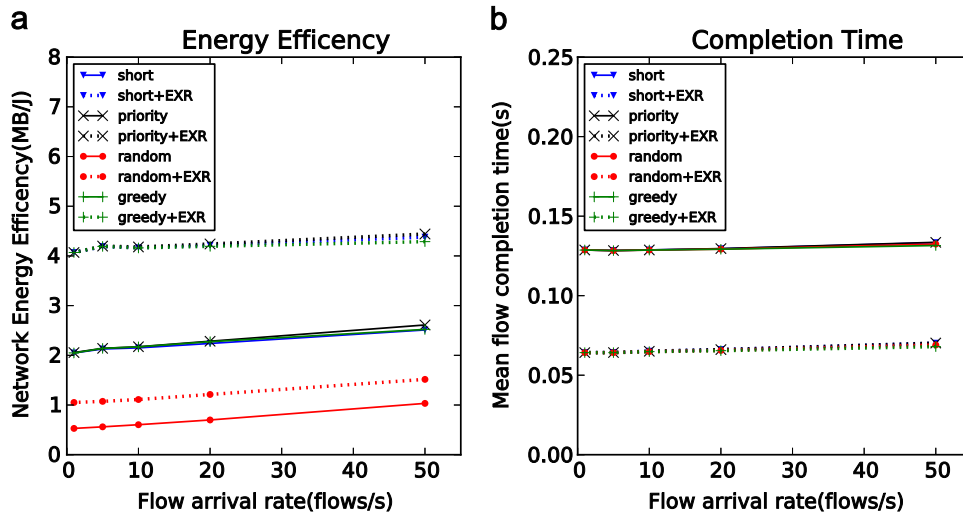 a
Energy Efficency
8
7
6
5
4
3
2
1
0
Network Energy Efficency(MB/J)
short
short+EXR
priority
priority+EXR
random
random+EXR
greedy
greedy+EXR
0 10 20 30 40 50
Flow arrival rate(flows/s)
b
Completion Time
0.25
0.20
0.15
0.10
0.05
0.00
Mean flow completion time(s)
short
short+EXR
priority
priority+EXR
random
random+EXR
greedy
greedy+EXR
0 10 20 30 40 50
Flow arrival rate(flows/s)